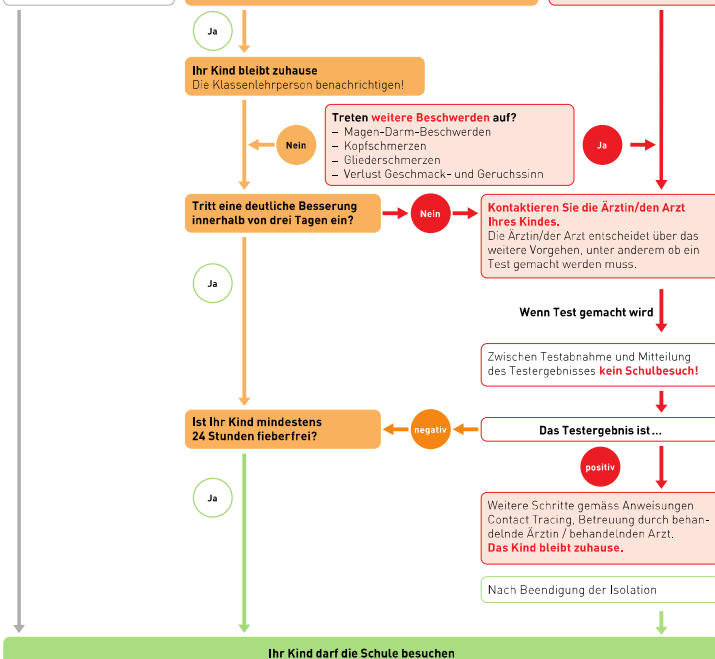 Ja
Ihr Kind bleibt zuhause
Die Klassenlehrperson benachrichtigen!
Treten weitere Beschwerden auf?
– Magen-Darm-Beschwerden
– Kopfschmerzen
– Gliederschmerzen
– Verlust Geschmack- und Geruchssinn
Nein
Ja
Tritt eine deutliche Besserung
innerhalb von drei Tagen ein?
Nein
Kontaktieren Sie die Ärztin/den Arzt
Ihres Kindes.
Die Ärztin/der Arzt entscheidet über das
weitere Vorgehen, unter anderem ob ein
Test gemacht werden muss.
Ja
Wenn Test gemacht wird
Zwischen Testabnahme und Mitteilung
des Testergebnisses kein Schulbesuch!
Ist Ihr Kind mindestens
24 Stunden fieberfrei?
negativ
Das Testergebnis ist ...
positiv
Ja
Weitere Schritte gemäss Anweisungen
Contact Tracing, Betreuung durch behan-
delnde Ärztin / behandelnden Arzt.
Das Kind bleibt zuhause.
Nach Beendigung der Isolation
Ihr Kind darf die Schule besuchen